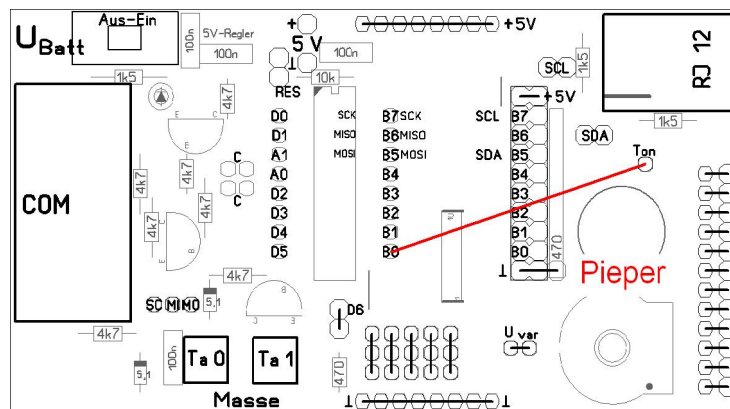 Aus-Ein
U Batt
100n
5V-Regler
100n
+
5 V
⊥
100n
+5V
RJ 12
SCL
1k5
1k5
4k7
10k
RES
+5V
1k5
COM
E
C
B
D0
SCK
B7 SCK
SCL
B7
D1
MISO
B6 MISO
B6
SDA
A1
MOSI
B5 MOSI
SDA
B5
Ton
4k7
4k7
C
A0
B4
B4
D2
B3
B3
4k7
C
D3
B2
B2
4k7
C
E
B
D4
B1
B1
D5
B0
B0
470
4k7
Pieper
SC MI MO
5,1
B
E
C
D6
4k7
U var
100n
Ta 0
Ta 1
470
5,1
Masse
⊥
⊥
+5V